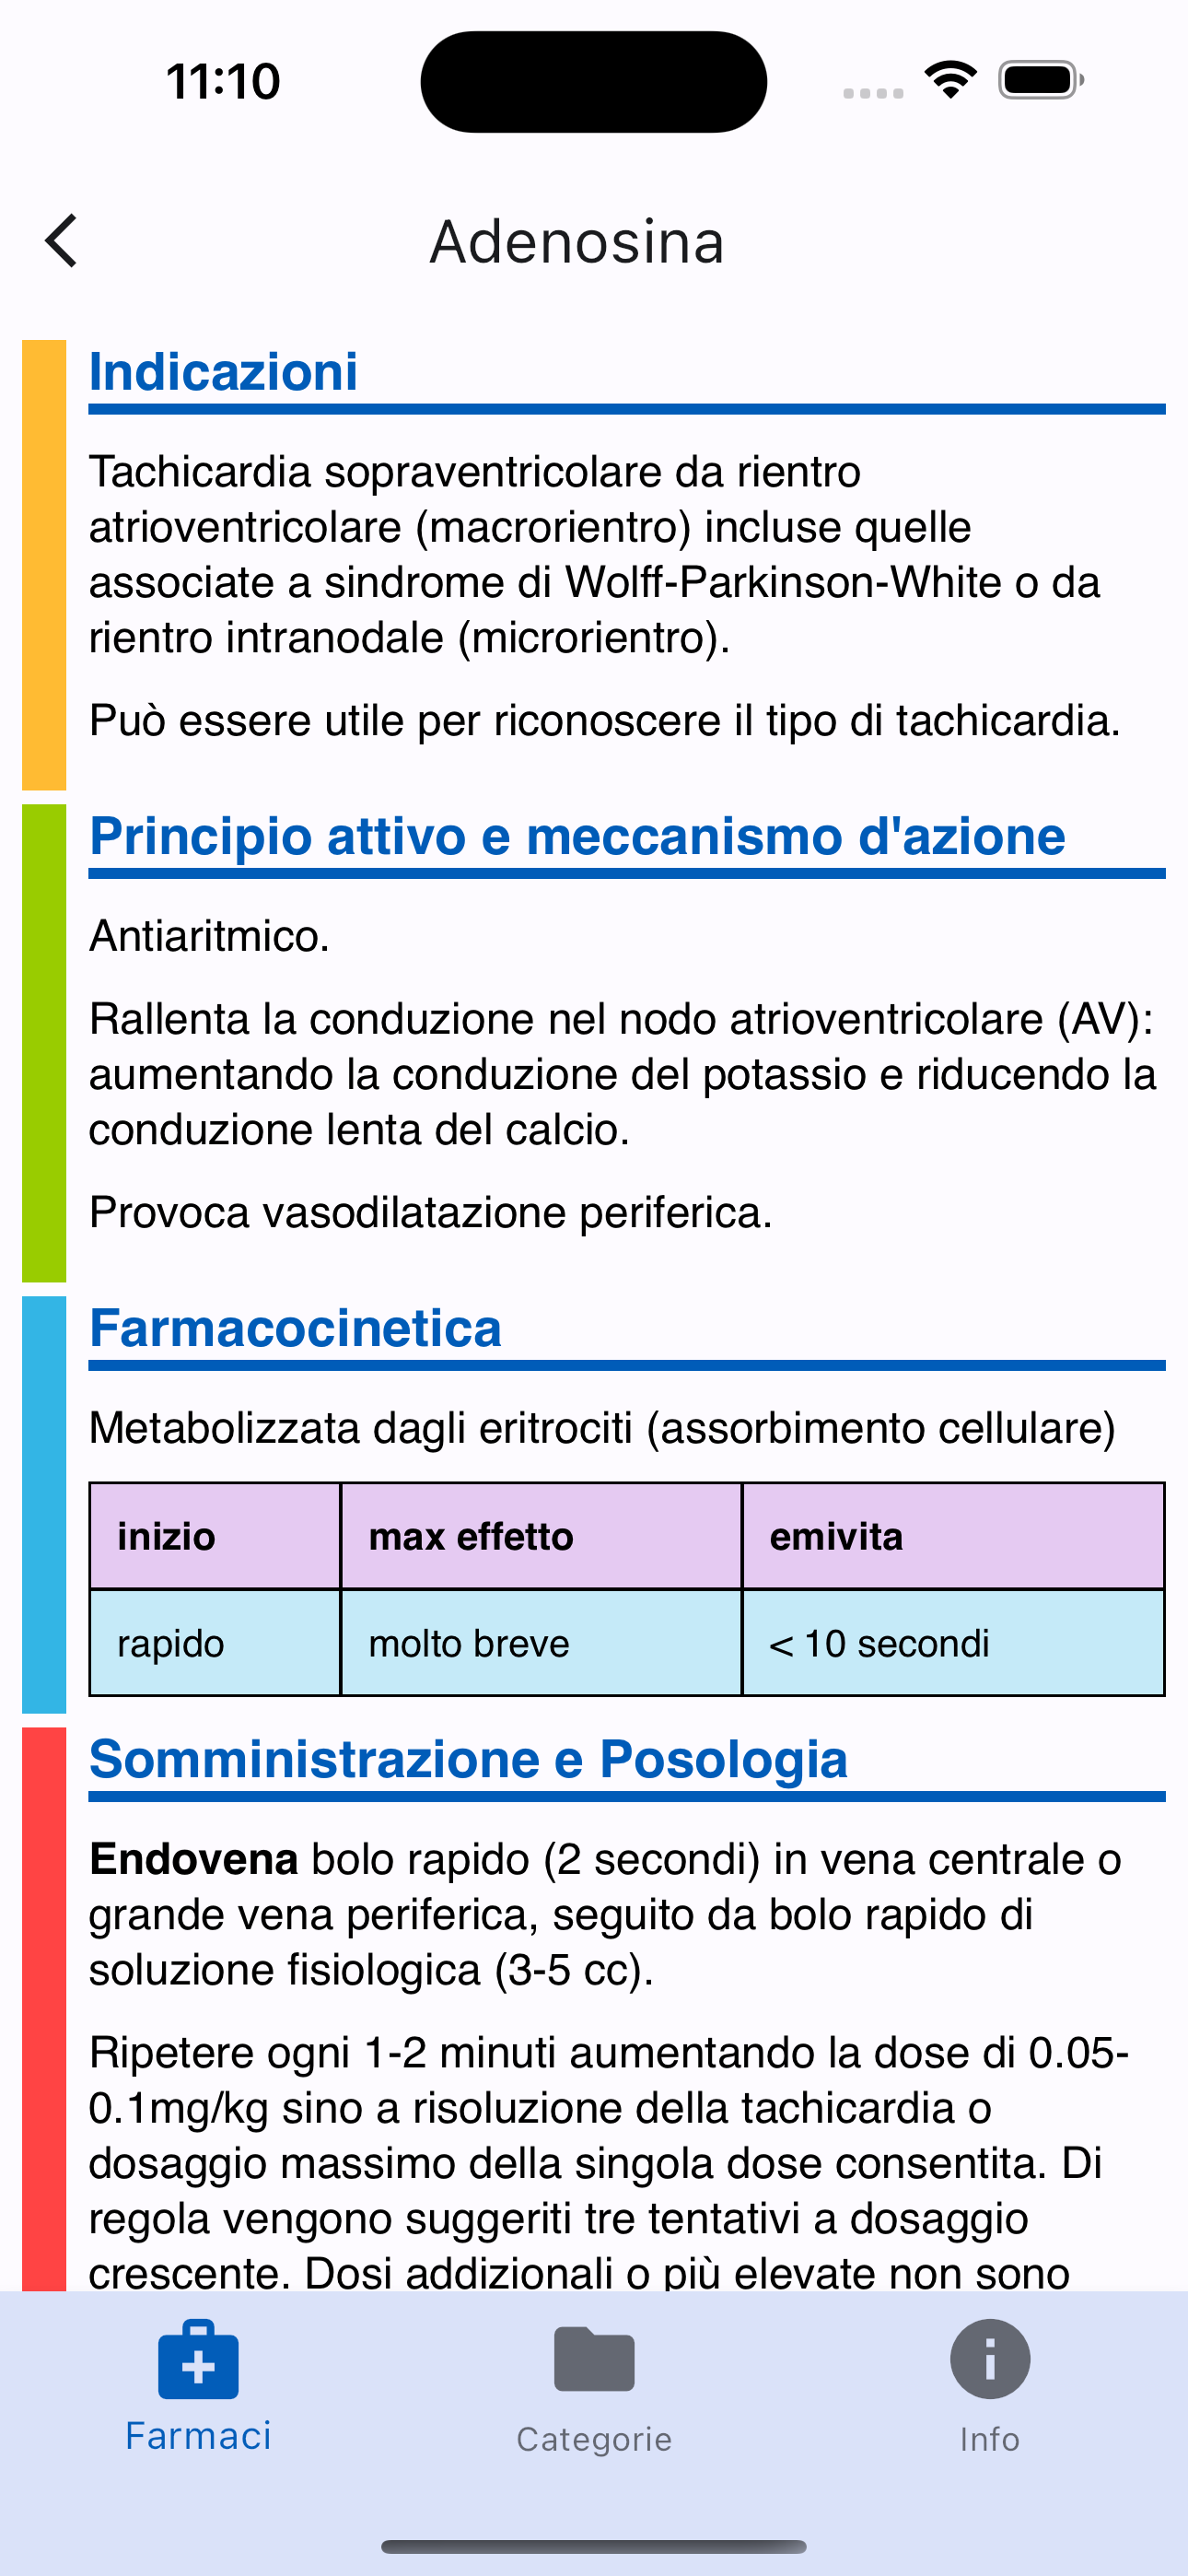 11:10
Adenosina
Indicazioni
Tachicardia sopraventricolare da rientro
atrioventricolare (macrorientro) incluse quelle
associate a sindrome di Wolff-Parkinson-White o da
rientro intranodale (microrientro).
Può essere utile per riconoscere il tipo di tachicardia.
Principio attivo e meccanismo d'azione
Antiaritmico.
Rallenta la conduzione nel nodo atrioventricolare (AV):
aumentando la conduzione del potassio e riducendo la
conduzione lenta del calcio.
Provoca vasodilatazione periferica.
Farmacocinetica
Metabolizzata dagli eritrociti (assorbimento cellulare)
inizio max effetto emivita
rapido molto breve < 10 secondi
Somministrazione e Posologia
Endovena bolo rapido (2 secondi) in vena centrale o
grande vena periferica, seguito da bolo rapido di
soluzione fisiologica (3-5 cc).
Ripetere ogni 1-2 minuti aumentando la dose di 0.05-
0.1mg/kg sino a risoluzione della tachicardia o
dosaggio massimo della singola dose consentita. Di
regola vengono suggeriti tre tentativi a dosaggio
crescente. Dosi addizionali o più elevate non sono
Farmaci Categorie Info